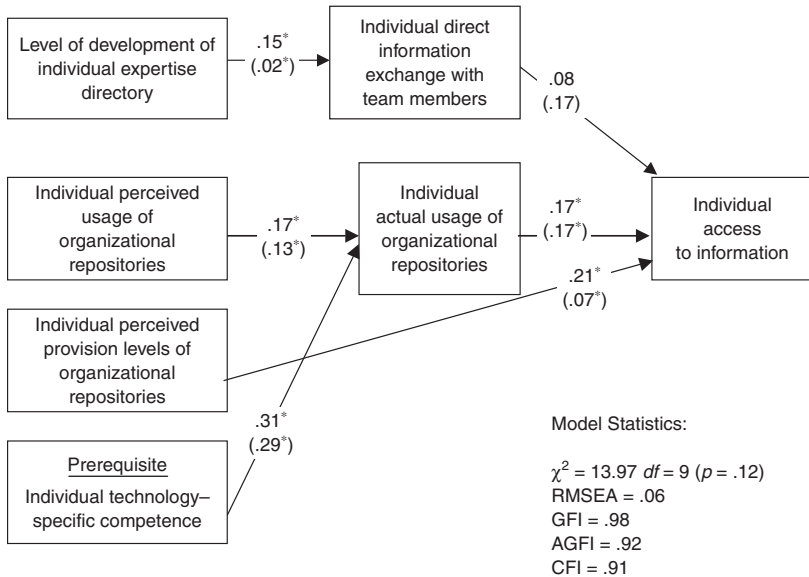 Level of development of
individual expertise
directory
.15*
(.02*)
Individual direct
information
exchange with
team members
.08
(.17)
Individual perceived
usage of
organizational
repositories
.17*
(.13*)
Individual
actual usage of
organizational
repositories
.17*
(.17*)
Individual
access
to information
.21*
(.07*)
Individual perceived
provision levels of
organizational
repositories
.31*
(.29*)
Prerequisite
Individual technology–
specific competence
Model Statistics:
χ² = 13.97 df = 9 (p = .12)
RMSEA = .06
GFI = .98
AGFI = .92
CFI = .91